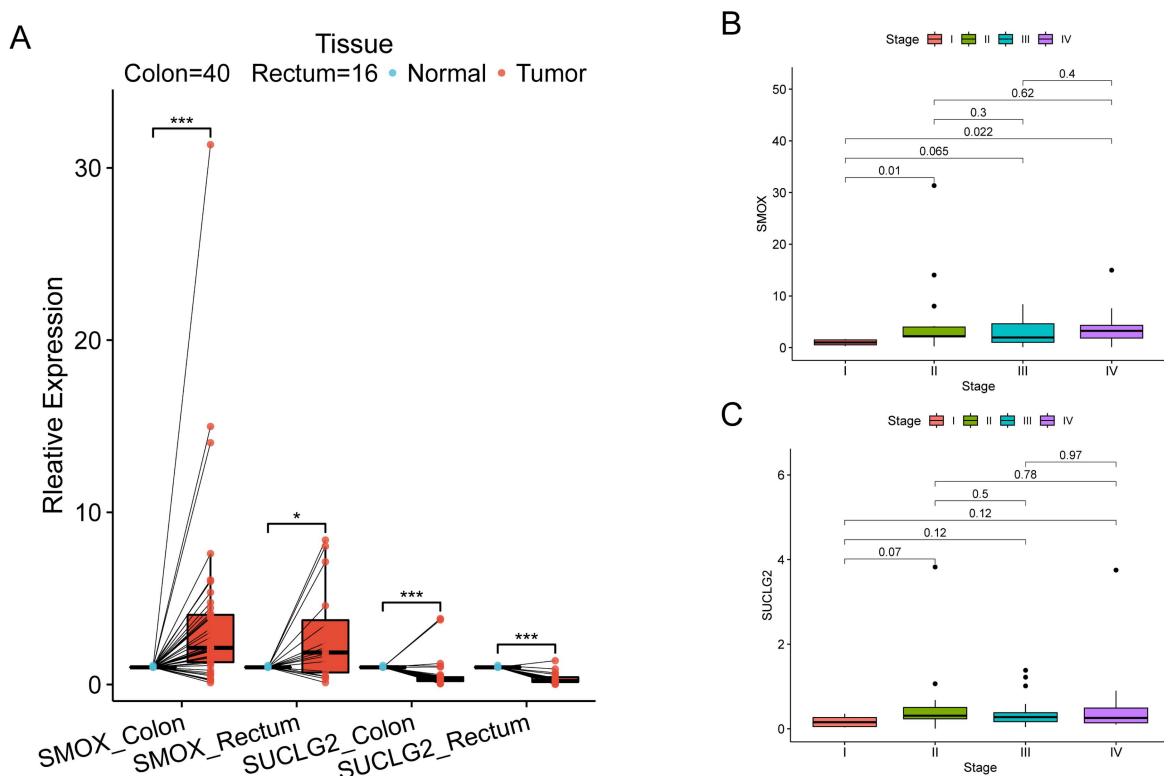 A
Tissue
Colon=40 Rectum=16 Normal Tumor
***
*
***
***
Rleative Expression
30
20
10
0
SMOX_Colon
SMOX_Rectum
SUCLG2_Colon
SUCLG2_Rectum
B
Stage I II III IV
0.4
0.62
0.3
0.022
0.065
0.01
SMOX
50
40
30
20
10
0
I II III IV
Stage
C
Stage I II III IV
0.97
0.78
0.5
0.12
0.12
0.07
SUCLG2
6
4
2
0
I II III IV
Stage